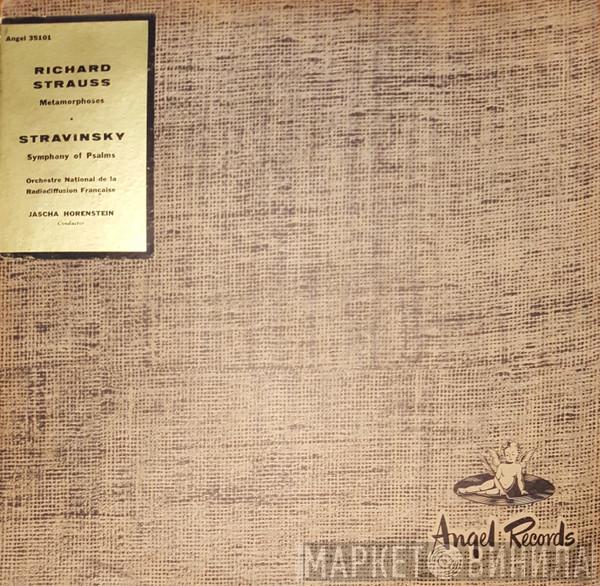 Angel 35101
RICHARD
STRAUSS
Metamorphoses
STRAVINSKY
Symphony of Psalms
Orchestre National de la
Radiodiffusion Française
JASCHA HORENSTEIN
Conductor
Angel Records
МАРКЕТ ВИНИЛА